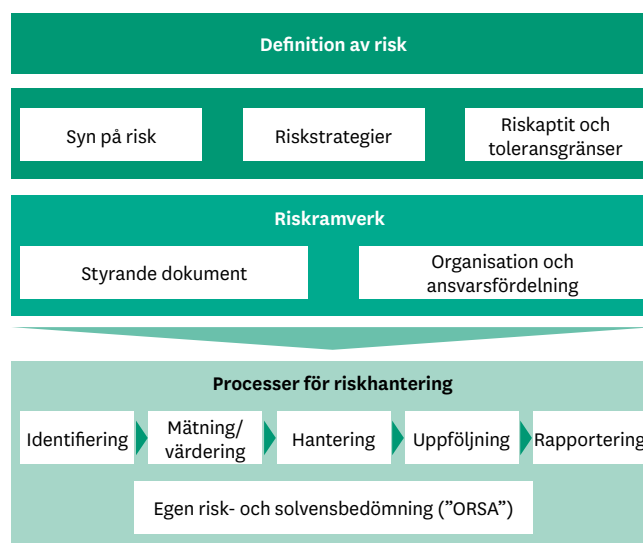 Definition av risk
Syn på risk
Riskstrategier
Riskaptit och
toleransgränser
Riskramverk
Styrande dokument
Organisation och
ansvarsfördelning
Processer för riskhantering
Identifiering
Mätning/
värdering
Hantering
Uppföljning
Rapportering
Egen risk- och solvensbedömning (”ORSA”)